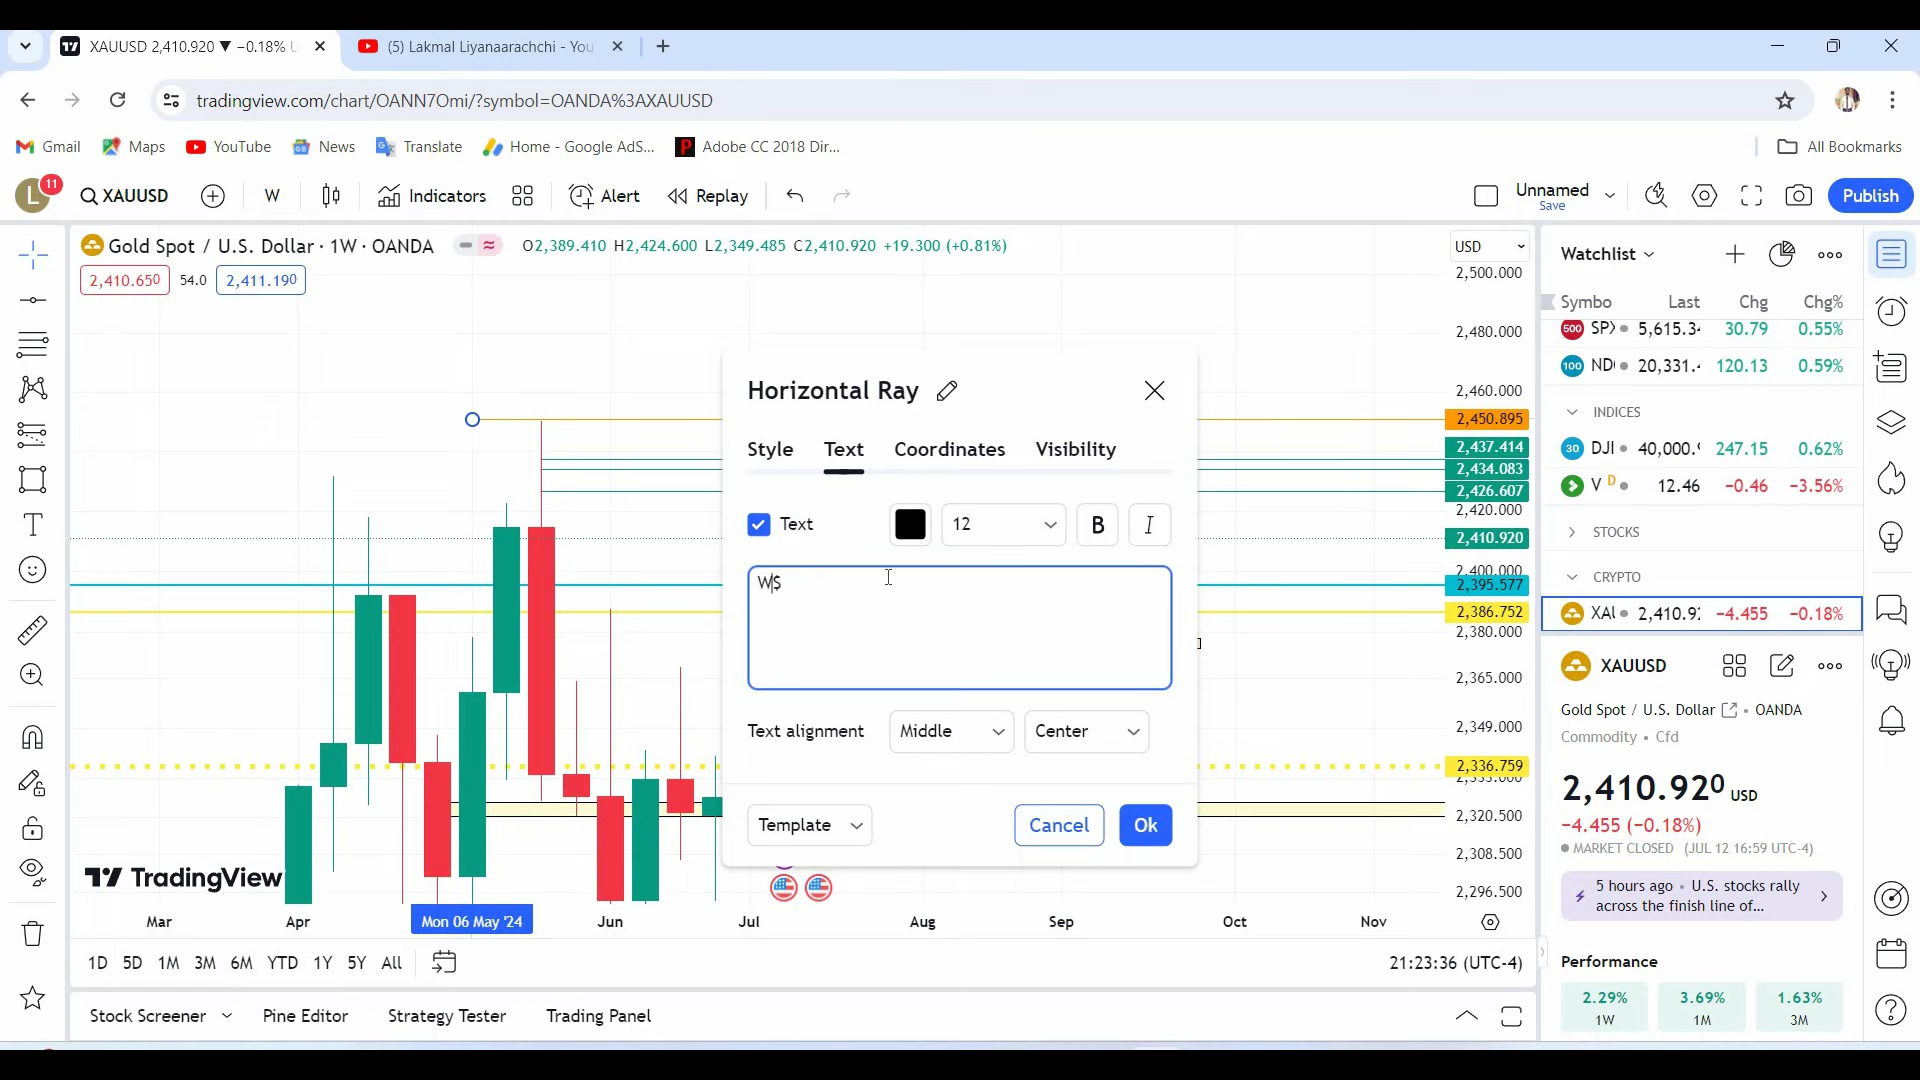 XAUUSD 2,410.920 ▼ −0.18% U
(5) Lakmal Liyanaarachchi - You
tradingview.com/chart/OANN7Omi/?symbol=OANDA%3AXAUUSD
Gmail Maps YouTube News Translate Home - Google AdS... Adobe CC 2018 Dir... All Bookmarks
L 11 XAUUSD W Indicators Alert Replay Unnamed Save Publish
Gold Spot / U.S. Dollar · 1W · OANDA O2,389.410 H2,424.600 L2,349.485 C2,410.920 +19.300 (+0.81%)
2,410.650 54.0 2,411.190
USD
2,500.000
2,480.000
2,460.000
2,450.895
2,437.414
2,434.083
2,426.607
2,420.000
2,410.920
2,400.000
2,395.577
2,386.752
2,380.000
2,365.000
2,349.000
2,336.759
2,320.500
2,308.500
2,296.500
Horizontal Ray
Style Text Coordinates Visibility
Text 12 B I
W$
Text alignment Middle Center
Template Cancel Ok
TradingView
Mar Apr Mon 06 May '24 Jun Jul Aug Sep Oct Nov
1D 5D 1M 3M 6M YTD 1Y 5Y All 21:23:36 (UTC-4)
Stock Screener Pine Editor Strategy Tester Trading Panel
Watchlist
Symbo Last Chg Chg%
500 SPX 5,615.3 30.79 0.55%
100 ND 20,331. 120.13 0.59%
INDICES
30 DJI 40,000.9 247.15 0.62%
V D 12.46 −0.46 −3.56%
STOCKS
CRYPTO
XAU 2,410.92 −4.455 −0.18%
XAUUSD
Gold Spot / U.S. Dollar • OANDA
Commodity • Cfd
2,410.920 USD
−4.455 (−0.18%)
MARKET CLOSED (JUL 12 16:59 UTC-4)
5 hours ago • U.S. stocks rally
across the finish line of...
Performance
2.29% 3.69% 1.63%
1W 1M 3M